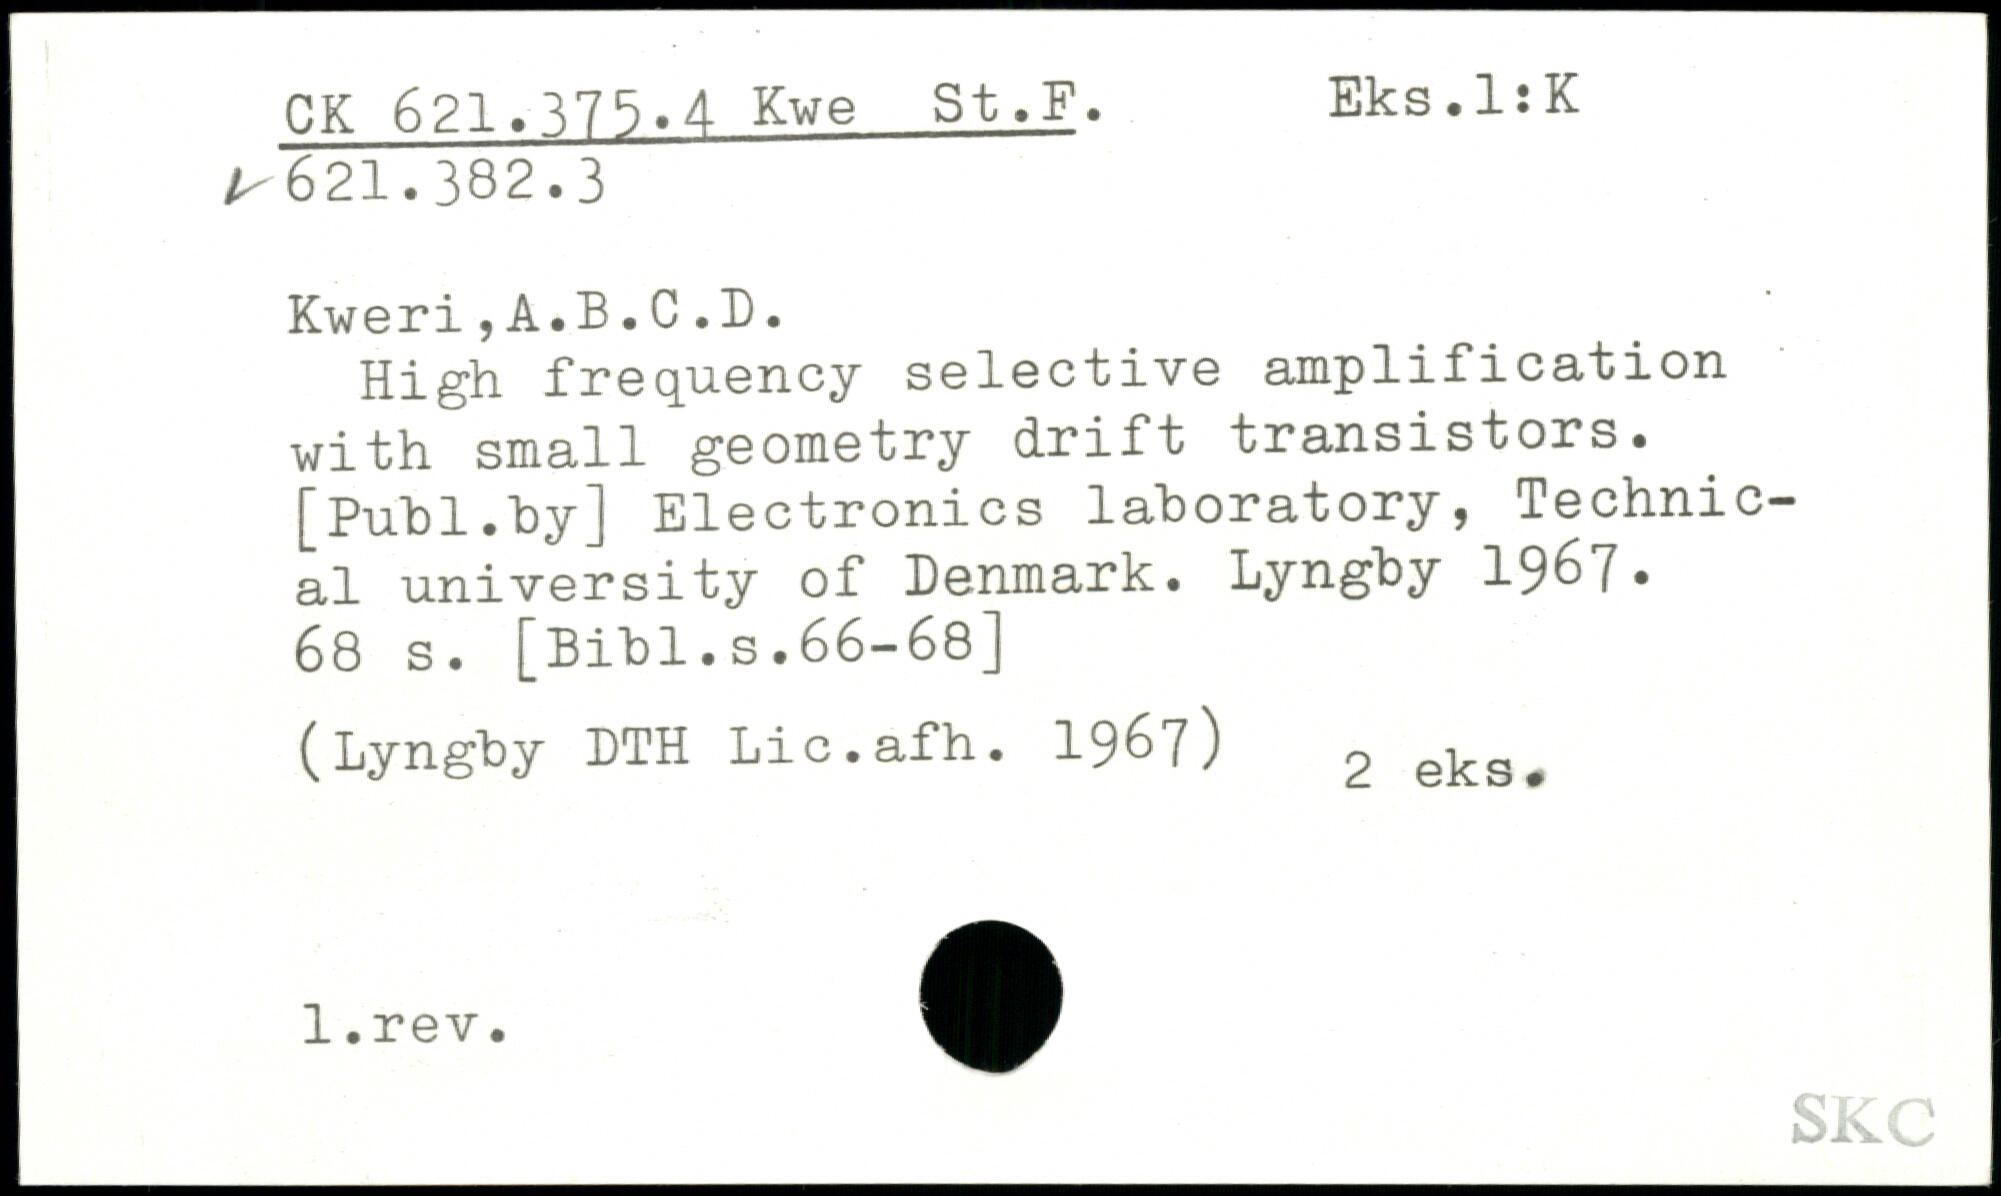 CK 621.375.4 Kwe St.F. Eks.1:K
621.382.3
Kweri,A.B.C.D.
High frequency selective amplification
with small geometry drift transistors.
[Publ.by] Electronics laboratory, Technic-
al university of Denmark. Lyngby 1967.
68 s. [Bibl.s.66-68]
(Lyngby DTH Lic.afh. 1967) 2 eks.
1.rev.
SKC